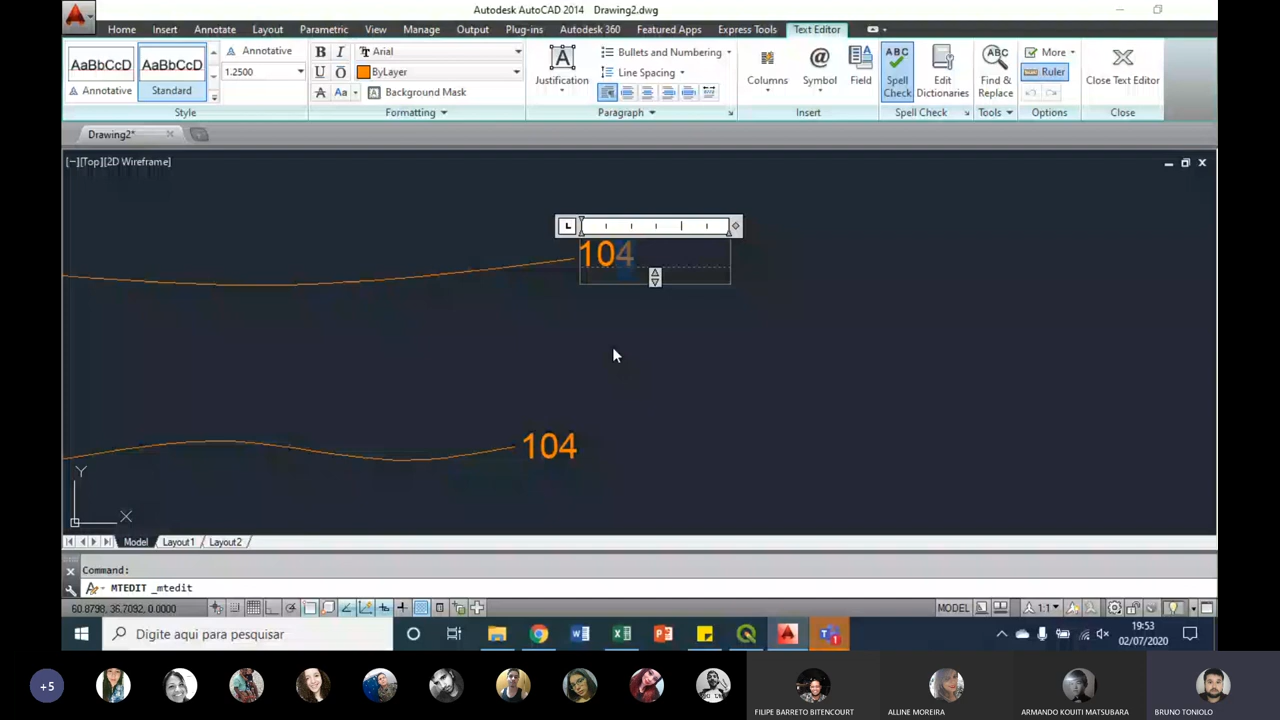 Autodesk AutoCAD 2014 Drawing2.dwg
Home Insert Annotate Layout Parametric View Manage Output Plug-ins Autodesk 360 Featured Apps Express Tools Text Editor
AaBbCcD AaBbCcD Annotative B I Arial Bullets and Numbering ABC ABC More
1.2500 U O ByLayer A Line Spacing @ Ruler
Annotative Standard A Aa Background Mask Justification Columns Symbol Field Spell Check Edit Dictionaries Find & Replace Close Text Editor
Style Formatting Paragraph Insert Spell Check Tools Options Close
Drawing2*
[−][Top][2D Wireframe]
L
104
104
Y
X
Model Layout1 Layout2
Command:
A MTEDIT _mtedit
60.8798, 36.7092, 0.0000 MODEL A 1:1
Digite aqui para pesquisar 19:53
02/07/2020
+5
FILIPE BARRETO BITENCOURT ALLINE MOREIRA ARMANDO KOUITI MATSUBARA BRUNO TONIOLO